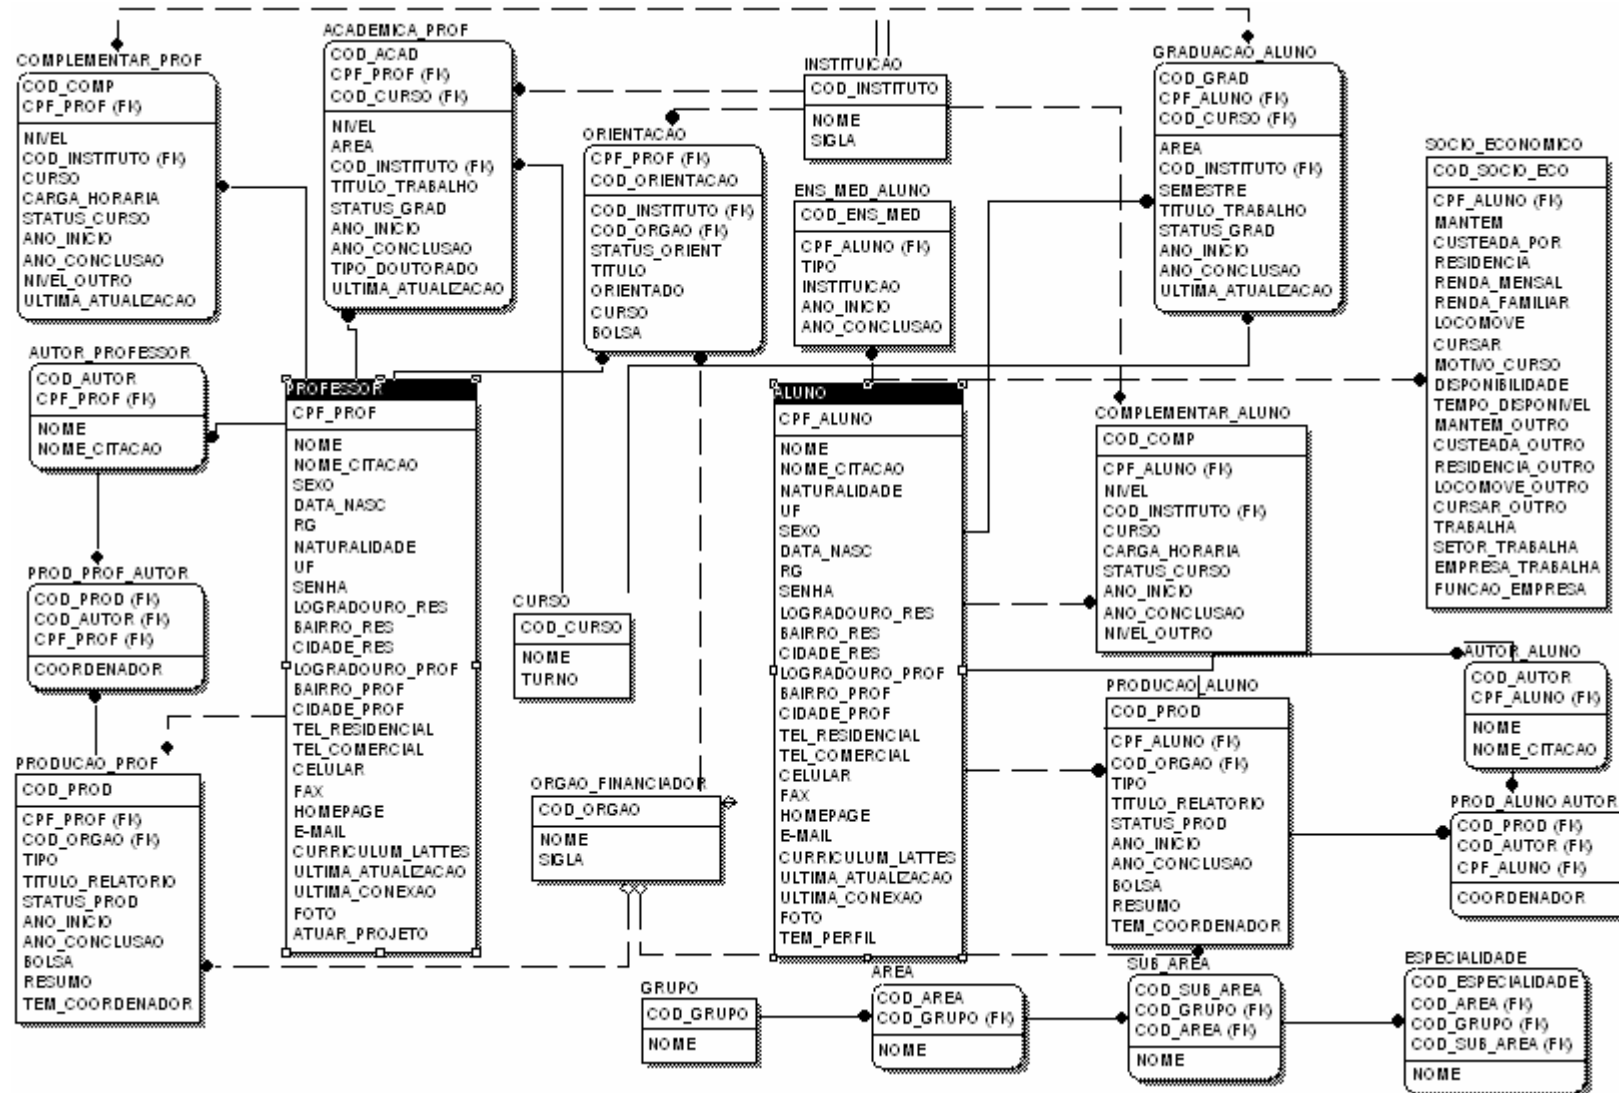 COMPLEMENTAR_PROF
COD_COMP
CPF_PROF (FK)
NIVEL
COD_INSTITUTO (FK)
CURSO
CARGA_HORARIA
STATUS_CURSO
ANO_INICIO
ANO_CONCLUSAO
NIVEL_OUTRO
ULTIMA_ATUALIZACAO
ACADEMICA_PROF
COD_ACAD
CPF_PROF (FK)
COD_CURSO (FK)
NIVEL
AREA
COD_INSTITUTO (FK)
TITULO_TRABALHO
STATUS_GRAD
ANO_INICIO
ANO_CONCLUSAO
TIPO_DOUTORADO
ULTIMA_ATUALIZACAO
ORIENTACAO
CPF_PROF (FK)
COD_ORIENTACAO
COD_INSTITUTO (FK)
COD_ORGAO (FK)
STATUS_ORIENT
TITULO
ORIENTADO
CURSO
BOLSA
INSTITUICAO
COD_INSTITUTO
NOME
SIGLA
ENS_MED_ALUNO
COD_ENS_MED
CPF_ALUNO (FK)
TIPO
INSTITUICAO
ANO_INICIO
ANO_CONCLUSAO
GRADUACAO_ALUNO
COD_GRAD
CPF_ALUNO (FK)
COD_CURSO (FK)
AREA
COD_INSTITUTO (FK)
SEMESTRE
TITULO_TRABALHO
STATUS_GRAD
ANO_INICIO
ANO_CONCLUSAO
ULTIMA_ATUALIZACAO
SOCIO_ECONOMICO
COD_SOCIO_ECO
CPF_ALUNO (FK)
MANTEM
CUSTEADA_POR
RESIDENCIA
RENDA_MENSAL
RENDA_FAMILIAR
LOCOMOVE
CURSAR
MOTIVO_CURSO
DISPONIBILIDADE
TEMPO_DISPONIVEL
MANTEM_OUTRO
CUSTEADA_OUTRO
RESIDENCIA_OUTRO
LOCOMOVE_OUTRO
CURSAR_OUTRO
TRABALHA
SETOR_TRABALHA
EMPRESA_TRABALHA
FUNCAO_EMPRESA
AUTOR_PROFESSOR
COD_AUTOR
CPF_PROF (FK)
NOME
NOME_CITACAO
PROD_PROF_AUTOR
COD_PROD (FK)
COD_AUTOR (FK)
CPF_PROF (FK)
COORDENADOR
PRODUCAO_PROF
COD_PROD
CPF_PROF (FK)
COD_ORGAO (FK)
TIPO
TITULO_RELATORIO
STATUS_PROD
ANO_INICIO
ANO_CONCLUSAO
BOLSA
RESUMO
TEM_COORDENADOR
PROFESSOR
CPF_PROF
NOME
NOME_CITACAO
SEXO
DATA_NASC
RG
NATURALIDADE
UF
SENHA
LOGRADOURO_RES
BAIRRO_RES
CIDADE_RES
LOGRADOURO_PROF
BAIRRO_PROF
CIDADE_PROF
TEL_RESIDENCIAL
TEL_COMERCIAL
CELULAR
FAX
HOMEPAGE
E-MAIL
CURRICULUM_LATTES
ULTIMA_ATUALIZACAO
ULTIMA_CONEXAO
FOTO
ATUAR_PROJETO
CURSO
COD_CURSO
NOME
TURNO
ORGAO_FINANCIADOR
COD_ORGAO
NOME
SIGLA
ALUNO
CPF_ALUNO
NOME
NOME_CITACAO
NATURALIDADE
UF
SEXO
DATA_NASC
RG
SENHA
LOGRADOURO_RES
BAIRRO_RES
CIDADE_RES
LOGRADOURO_PROF
BAIRRO_PROF
CIDADE_PROF
TEL_RESIDENCIAL
TEL_COMERCIAL
CELULAR
FAX
HOMEPAGE
E-MAIL
CURRICULUM_LATTES
ULTIMA_ATUALIZACAO
ULTIMA_CONEXAO
FOTO
TEM_PERFIL
COMPLEMENTAR_ALUNO
COD_COMP
CPF_ALUNO (FK)
NIVEL
COD_INSTITUTO (FK)
CURSO
CARGA_HORARIA
STATUS_CURSO
ANO_INICIO
ANO_CONCLUSAO
NIVEL_OUTRO
PRODUCAO_ALUNO
COD_PROD
CPF_ALUNO (FK)
COD_ORGAO (FK)
TIPO
TITULO_RELATORIO
STATUS_PROD
ANO_INICIO
ANO_CONCLUSAO
BOLSA
RESUMO
TEM_COORDENADOR
AUTOR_ALUNO
COD_AUTOR
CPF_ALUNO (FK)
NOME
NOME_CITACAO
PROD_ALUNO AUTOR
COD_PROD (FK)
COD_AUTOR (FK)
CPF_ALUNO (FK)
COORDENADOR
GRUPO
COD_GRUPO
NOME
AREA
COD_AREA
COD_GRUPO (FK)
NOME
SUB_AREA
COD_SUB_AREA
COD_GRUPO (FK)
COD_AREA (FK)
NOME
ESPECIALIDADE
COD_ESPECIALIDADE
COD_AREA (FK)
COD_GRUPO (FK)
COD_SUB_AREA (FK)
NOME